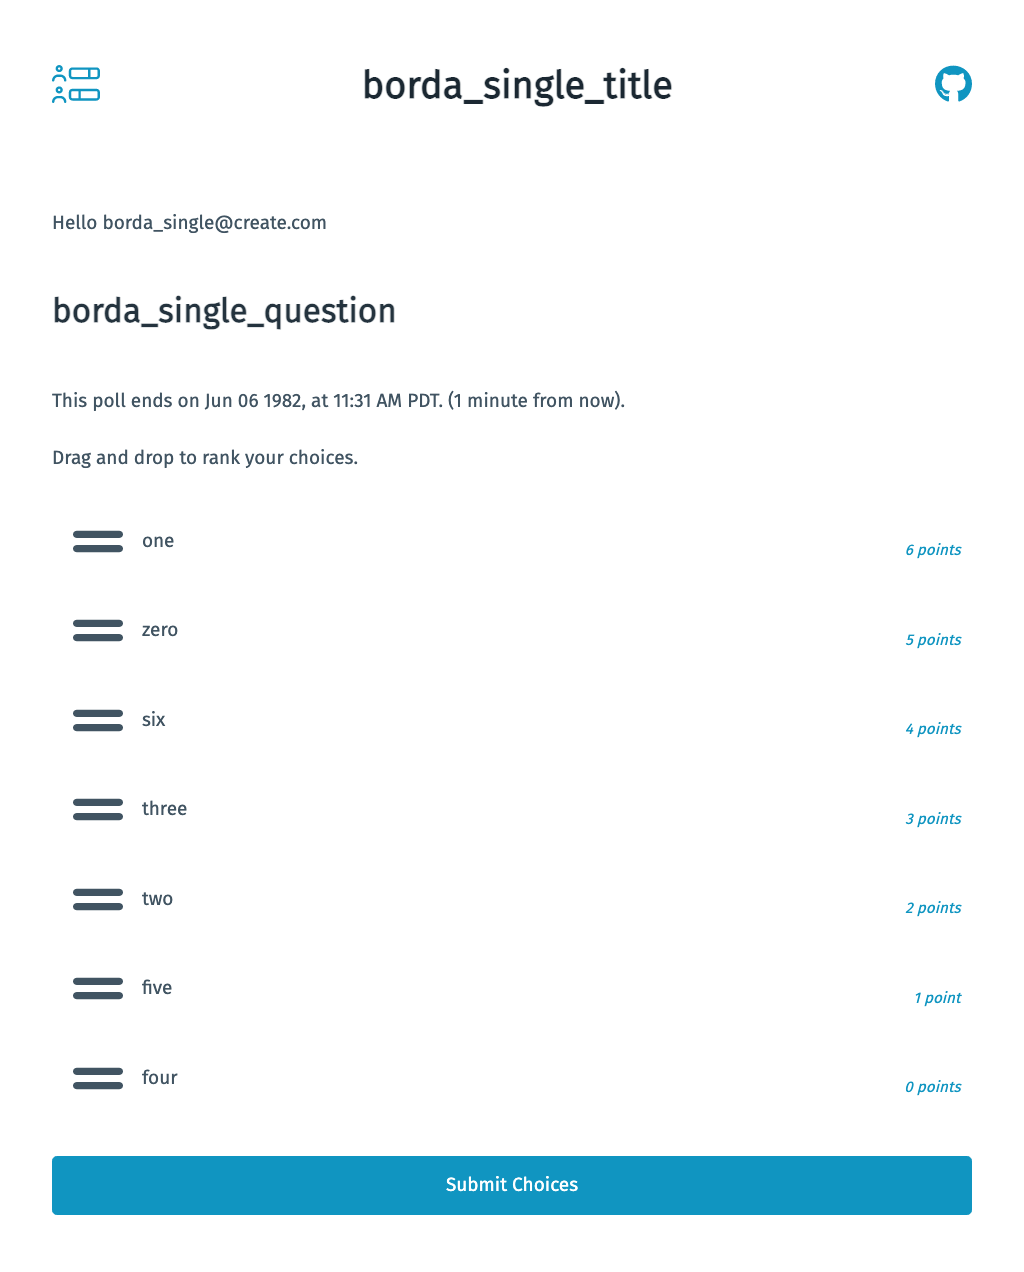 borda_single_title
Hello borda_single@create.com
borda_single_question
This poll ends on Jun 06 1982, at 11:31 AM PDT. (1 minute from now).
Drag and drop to rank your choices.
one
6 points
zero
5 points
six
4 points
three
3 points
two
2 points
five
1 point
four
0 points
Submit Choices